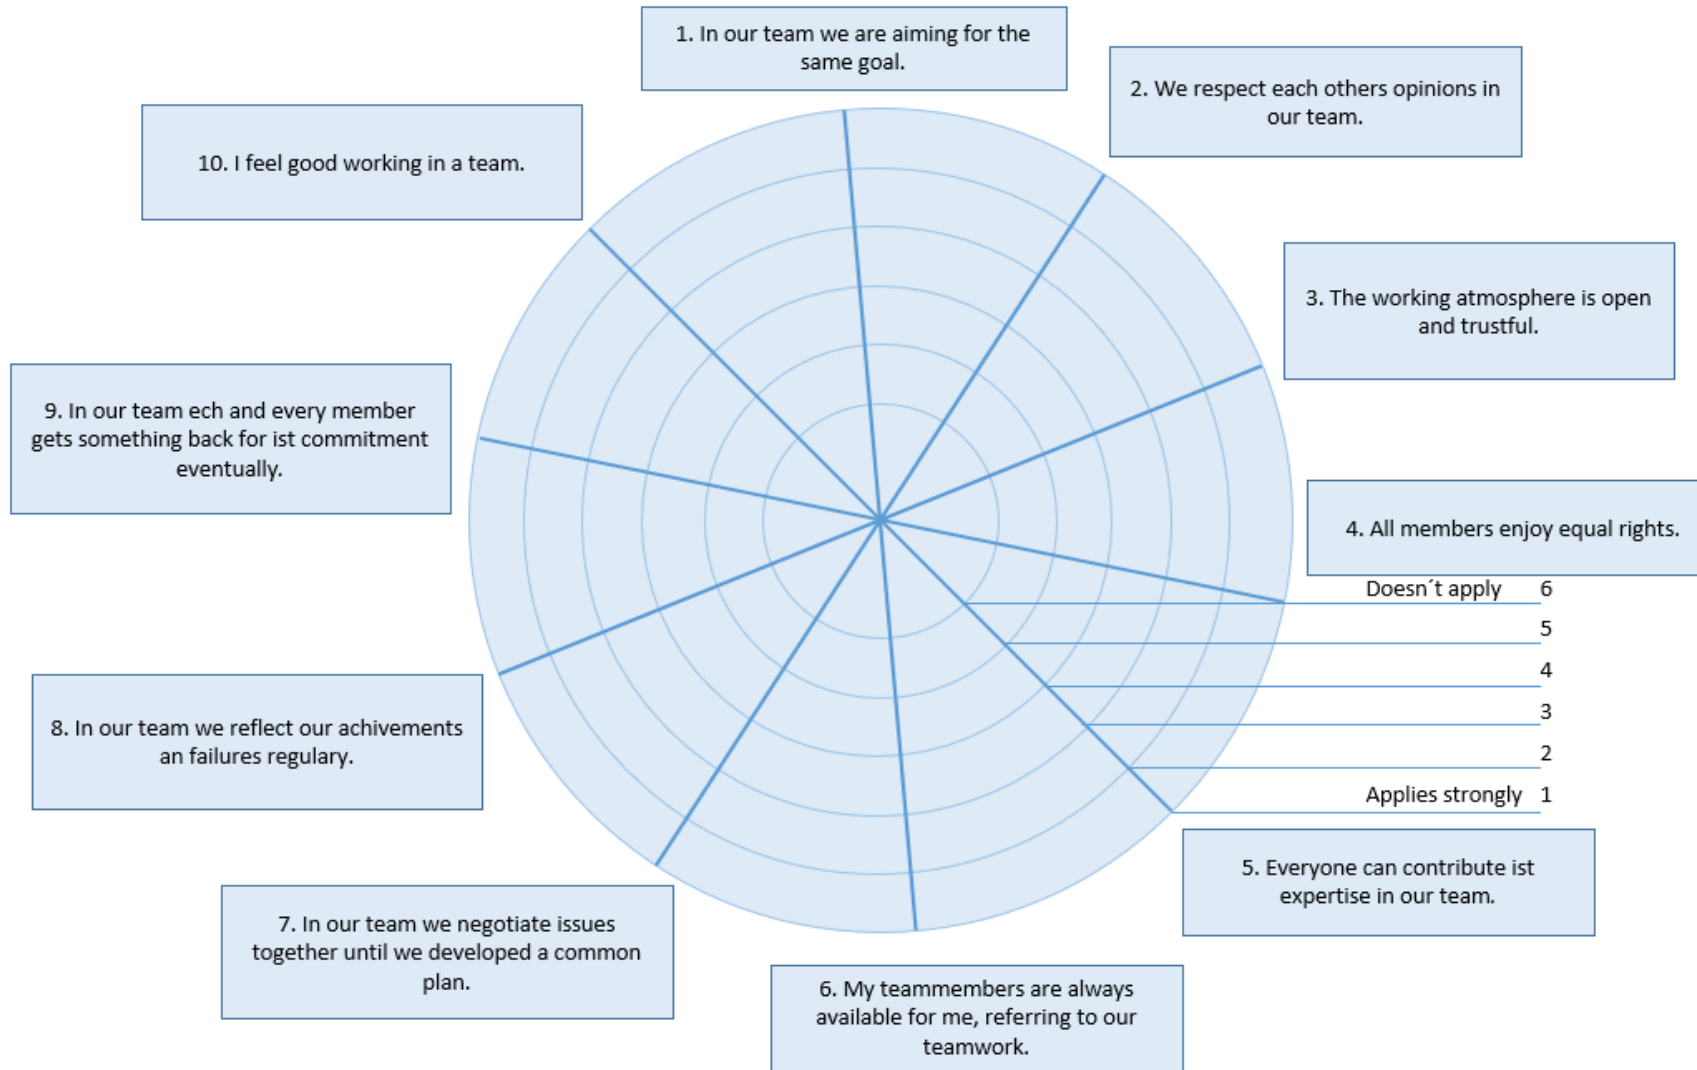 1. In our team we are aiming for the
same goal.
2. We respect each others opinions in
our team.
10. I feel good working in a team.
3. The working atmosphere is open
and trustful.
9. In our team ech and every member
gets something back for ist commitment
eventually.
4. All members enjoy equal rights.
Doesn´t apply 6
5
4
3
2
Applies strongly 1
8. In our team we reflect our achivements
an failures regulary.
5. Everyone can contribute ist
expertise in our team.
7. In our team we negotiate issues
together until we developed a common
plan.
6. My teammembers are always
available for me, referring to our
teamwork.